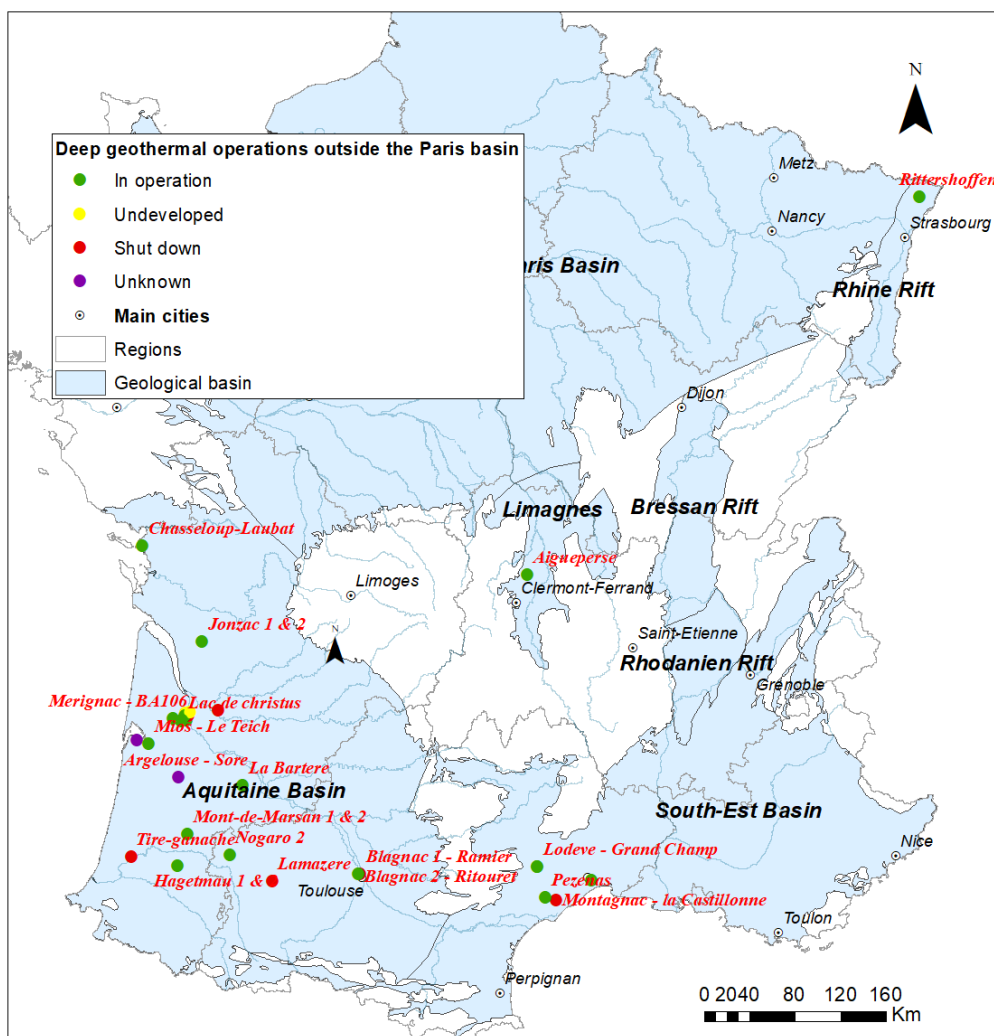 N
Deep geothermal operations outside the Paris basin
In operation
Undeveloped
Shut down
Unknown
Main cities
Regions
Geological basin
Metz
Rittershoffen
Nancy
Strasbourg
aris Basin
Rhine Rift
Dijon
Limagnes
Bressan Rift
Chasseloup-Laubat
Aigueperse
Limoges
Clermont-Ferrand
Jonzac 1 & 2
N
Saint-Etienne
Rhodanien Rift
Grenoble
Merignac - BA106
Lac de christus
Mios - Le Teich
Argelouse - Sore
La Bartere
Aquitaine Basin
South-Est Basin
Mont-de-Marsan 1 & 2
Tire-ganache
Nogaro 2
Nice
Hagetmau 1 &
Lamazere
Blagnac 1 - Ramier
Lodeve - Grand Champ
Toulouse
Blagnac 2 - Ritouret
Pezenas
Montagnac - la Castillonne
Toulon
Perpignan
0 20 40 80 120 160
Km